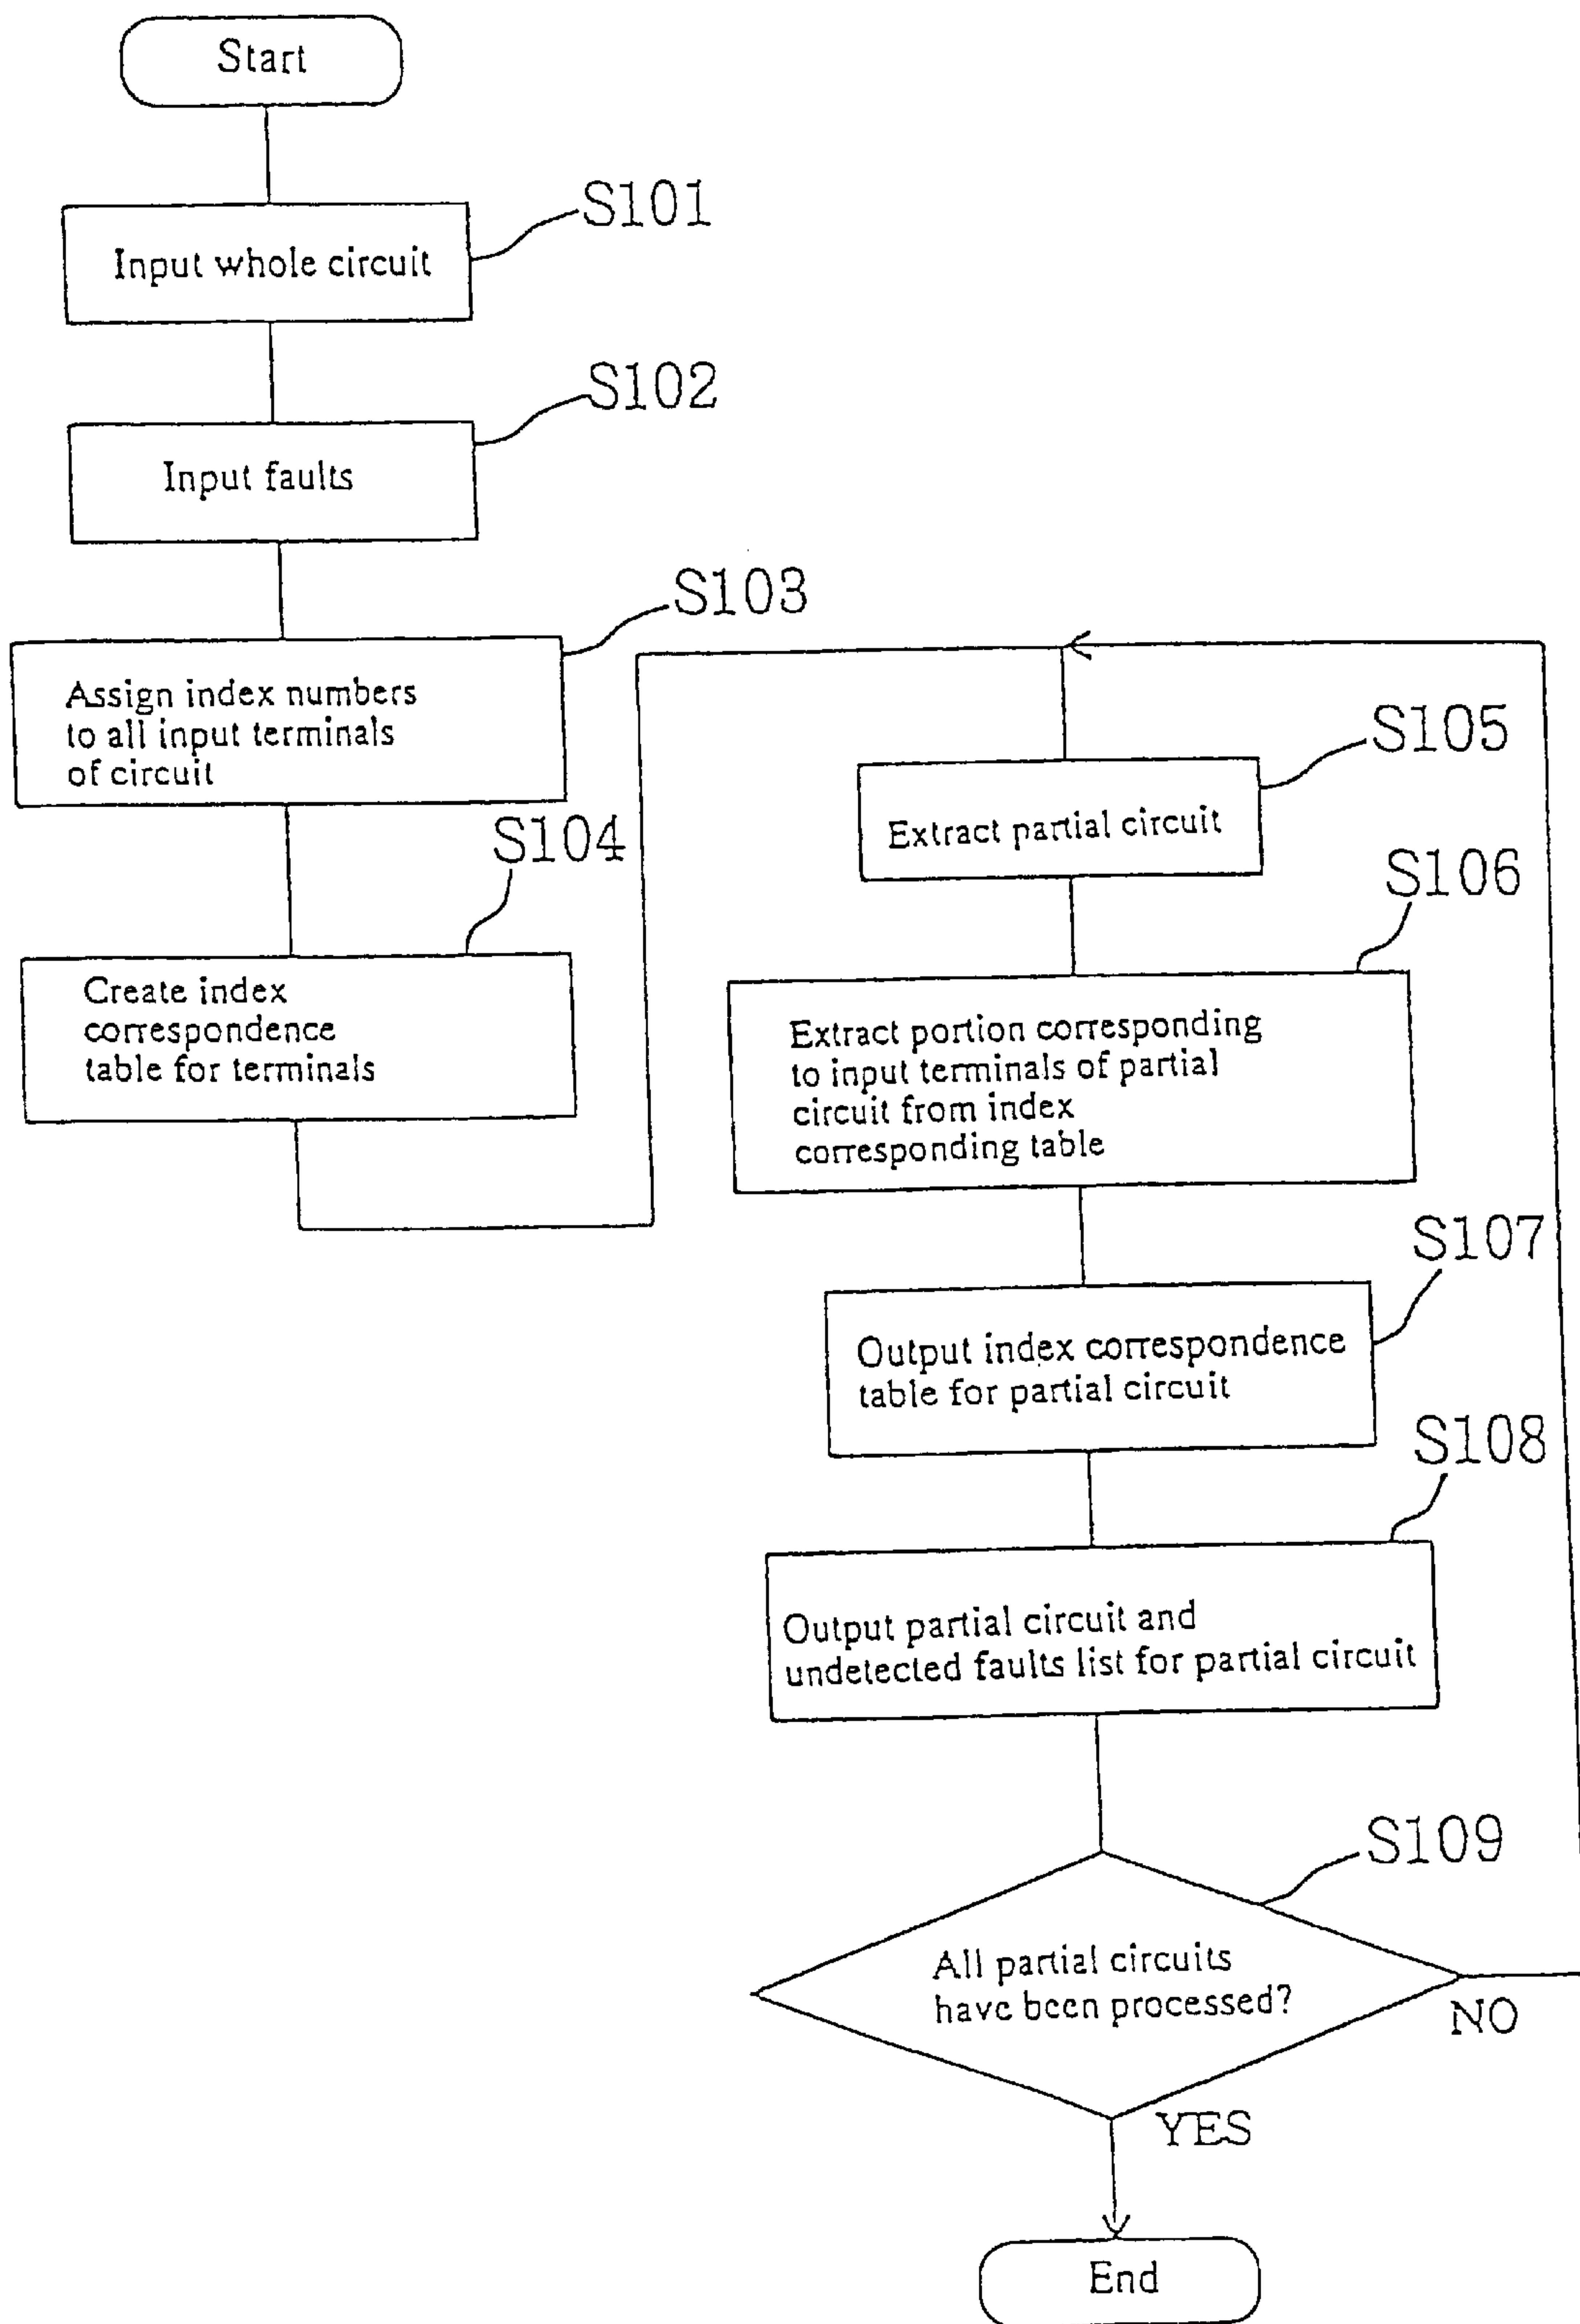 Start
S101
Input whole circuit
S102
Input faults
S103
Assign index numbers
to all input terminals
of circuit
S104
Create index
correspondence
table for terminals
S105
Extract partial circuit
S106
Extract portion corresponding
to input terminals of partial
circuit from index
corresponding table
S107
Output index correspondence
table for partial circuit
S108
Output partial circuit and
undetected faults list for partial circuit
S109
All partial circuits
have been processed?
NO
YES
End